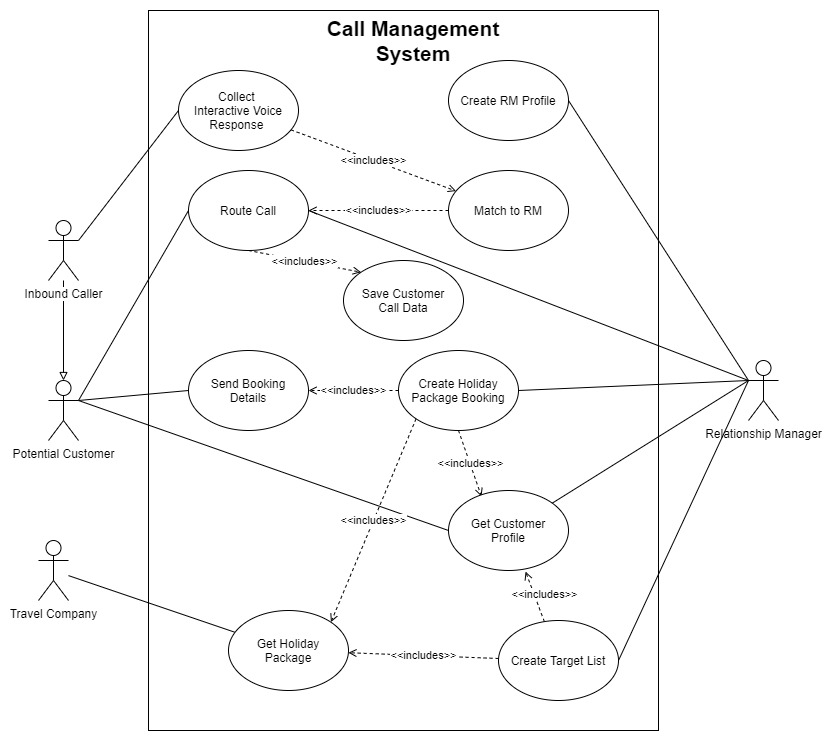 Call Management
System
Collect
Interactive Voice
Response
Create RM Profile
<<includes>>
Route Call
<<includes>>
Match to RM
<<includes>>
Inbound Caller
Save Customer
Call Data
Send Booking
Details
<<includes>>
Create Holiday
Package Booking
Relationship Manager
Potential Customer
<<includes>>
<<includes>>
Get Customer
Profile
Travel Company
<<includes>>
Get Holiday
Package
<<includes>>
Create Target List